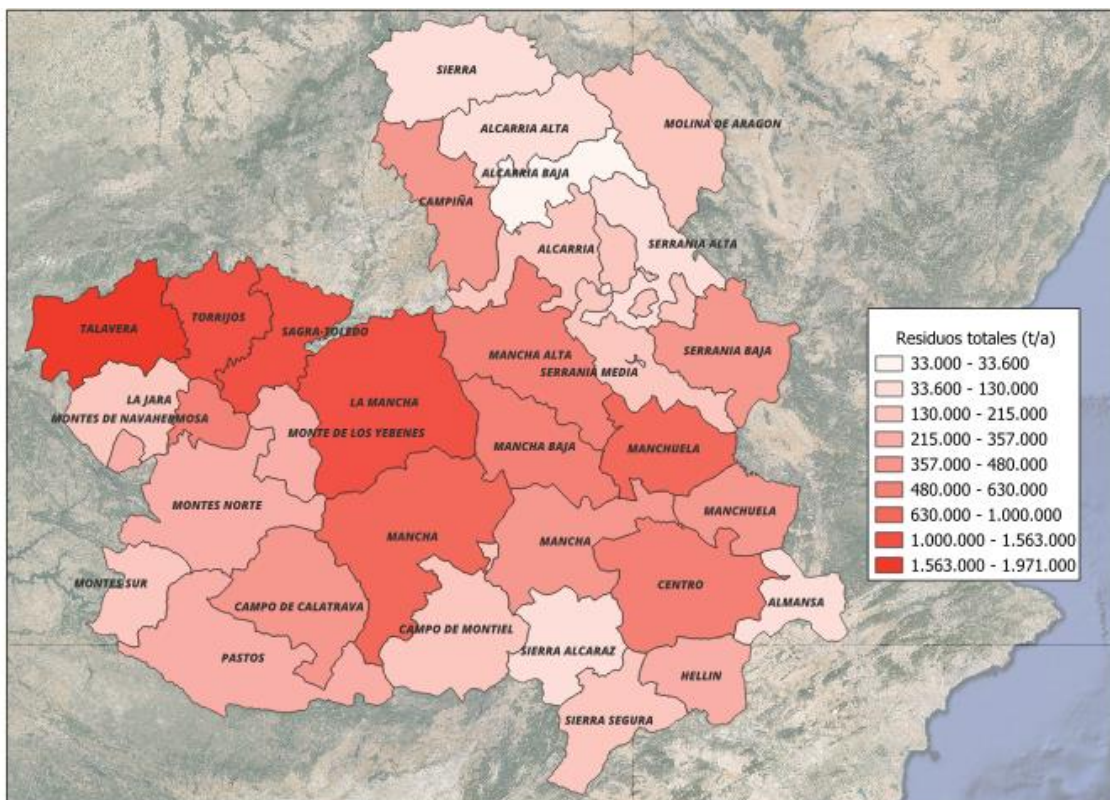 SIERRA
ALCARRIA ALTA
MOLINA DE ARAGON
ALCARRIA BAJA
CAMPIÑA
ALCARRIA
SERRANIA ALTA
TALAVERA
TORRIJOS
SAGRA-TOLEDO
MANCHA ALTA
SERRANIA BAJA
SERRANIA MEDIA
LA JARA
LA MANCHA
MONTES DE NAVAHERMOSA
MONTE DE LOS YEBENES
MANCHA BAJA
MANCHUELA
MONTES NORTE
MANCHUELA
MANCHA
MANCHA
MONTES SUR
CENTRO
ALMANSA
CAMPO DE CALATRAVA
CAMPO DE MONTIEL
SIERRA ALCARAZ
PASTOS
HELLIN
SIERRA SEGURA
Residuos totales (t/a)
33.000 - 33.600
33.600 - 130.000
130.000 - 215.000
215.000 - 357.000
357.000 - 480.000
480.000 - 630.000
630.000 - 1.000.000
1.000.000 - 1.563.000
1.563.000 - 1.971.000